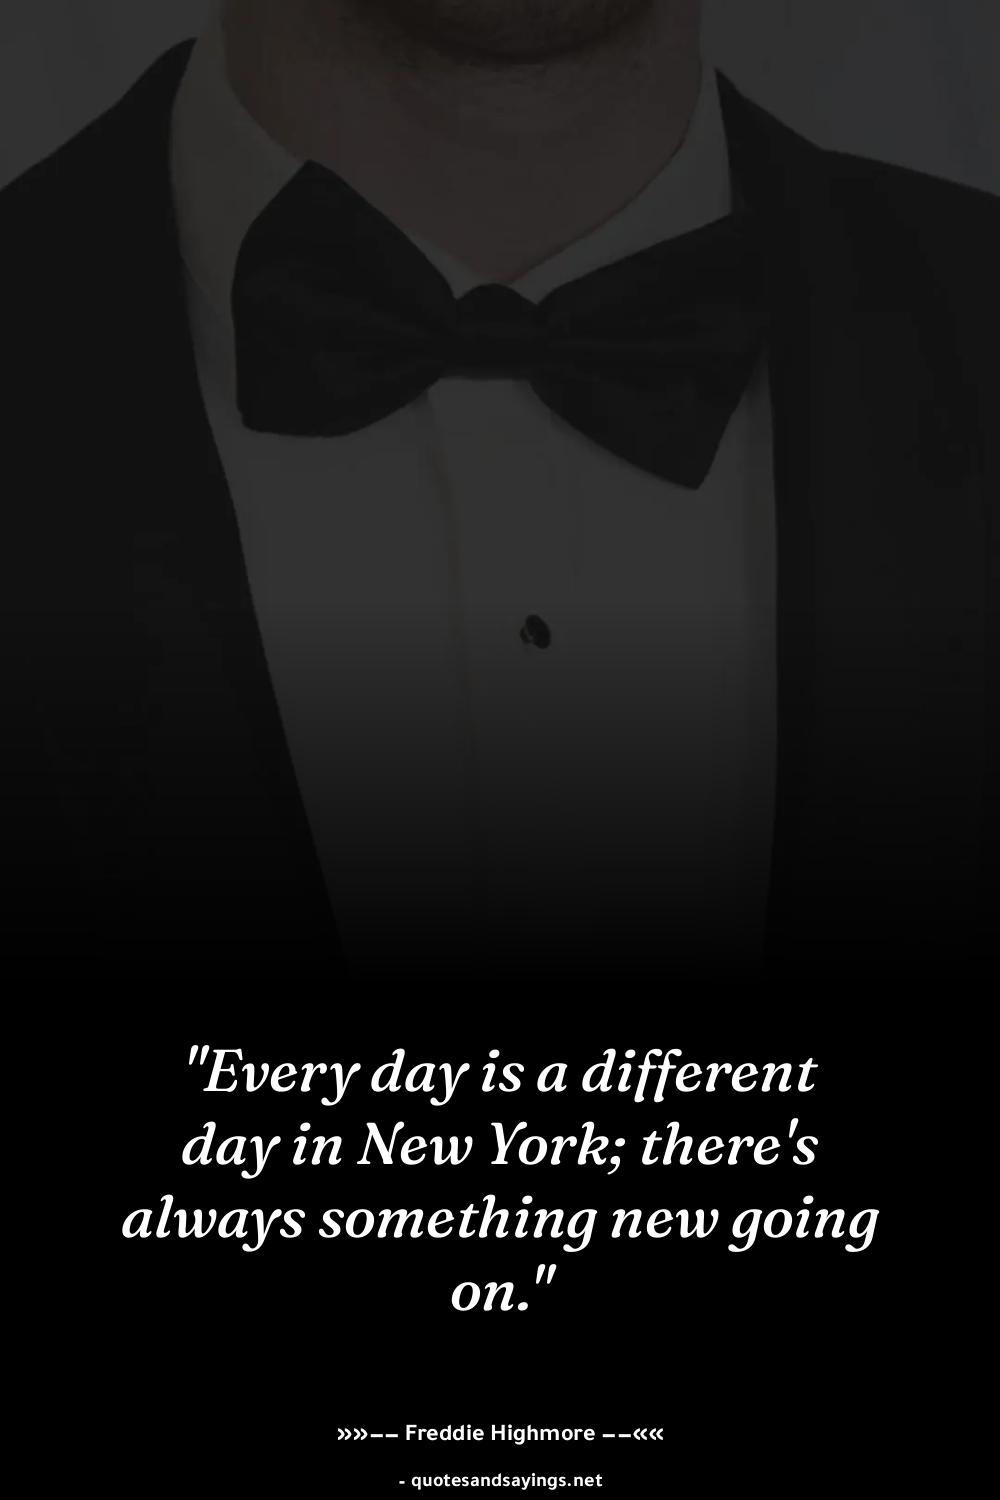 "Every day is a different
day in New York; there's
always something new going
on."
»»–– Freddie Highmore ––««
- quotesandsayings.net